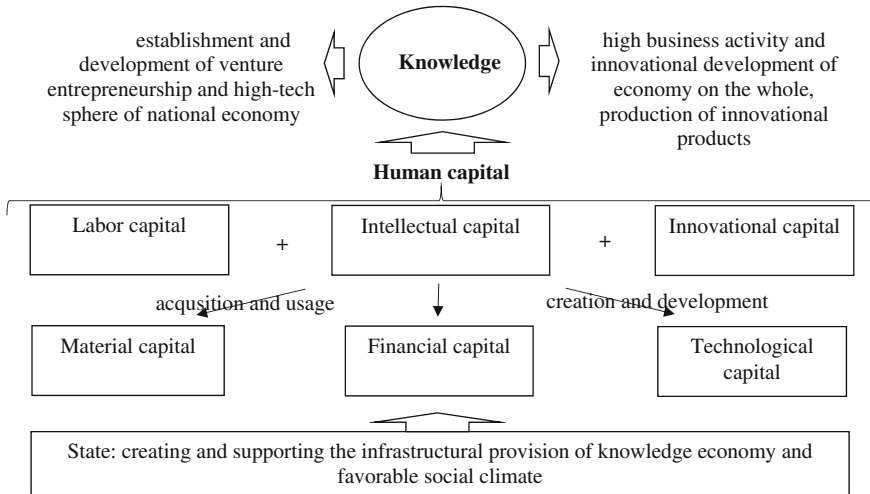 establishment and
development of venture
entrepreneurship and high-tech
sphere of national economy
Knowledge
high business activity and
innovational development of
economy on the whole,
production of innovational
products
Human capital
Labor capital
+
Intellectual capital
+
Innovational capital
acqusition and usage
creation and development
Material capital
Financial capital
Technological
capital
State: creating and supporting the infrastructural provision of knowledge economy and
favorable social climate